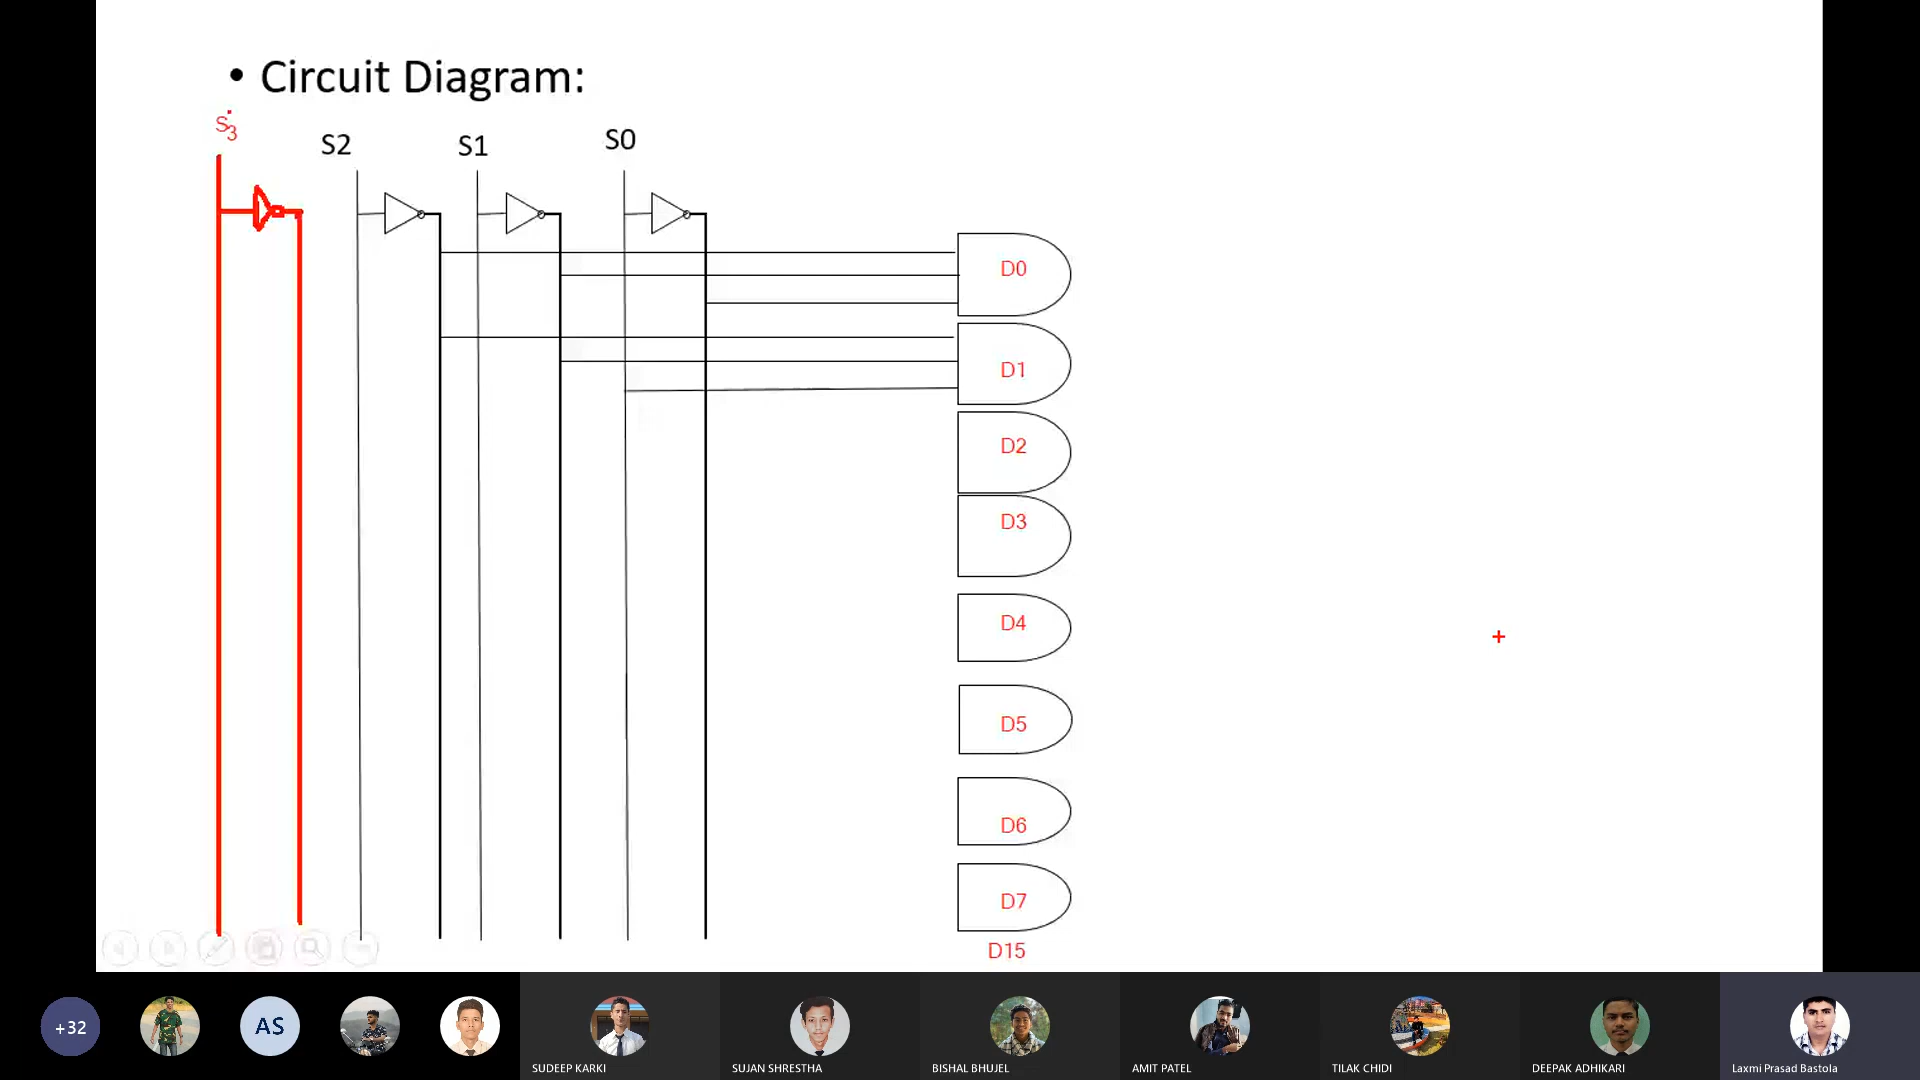 • Circuit Diagram:
S3
S2
S1
S0
D0
D1
D2
D3
D4
D5
D6
D7
D15
+32
AS
SUDEEP KARKI
SUJAN SHRESTHA
BISHAL BHUJEL
AMIT PATEL
TILAK CHIDI
DEEPAK ADHIKARI
Laxmi Prasad Bastola